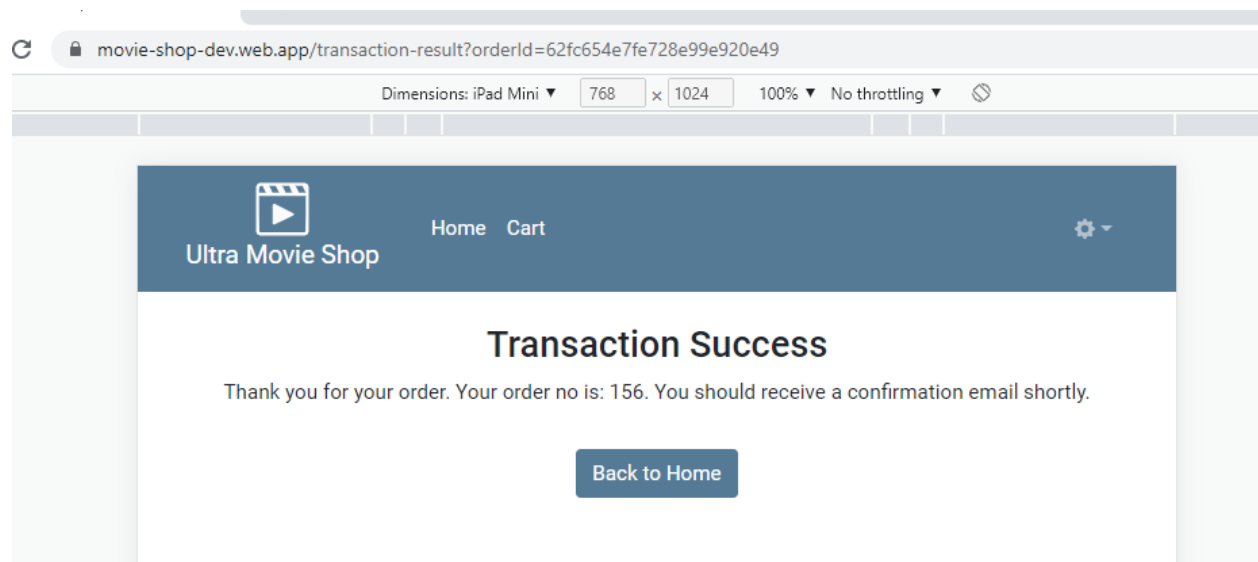 movie-shop-dev.web.app/transaction-result?orderId=62fc654e7fe728e99e920e49
Dimensions: iPad Mini ▼ 768 x 1024 100% ▼ No throttling ▼
Ultra Movie Shop
Home Cart
Transaction Success
Thank you for your order. Your order no is: 156. You should receive a confirmation email shortly.
Back to Home